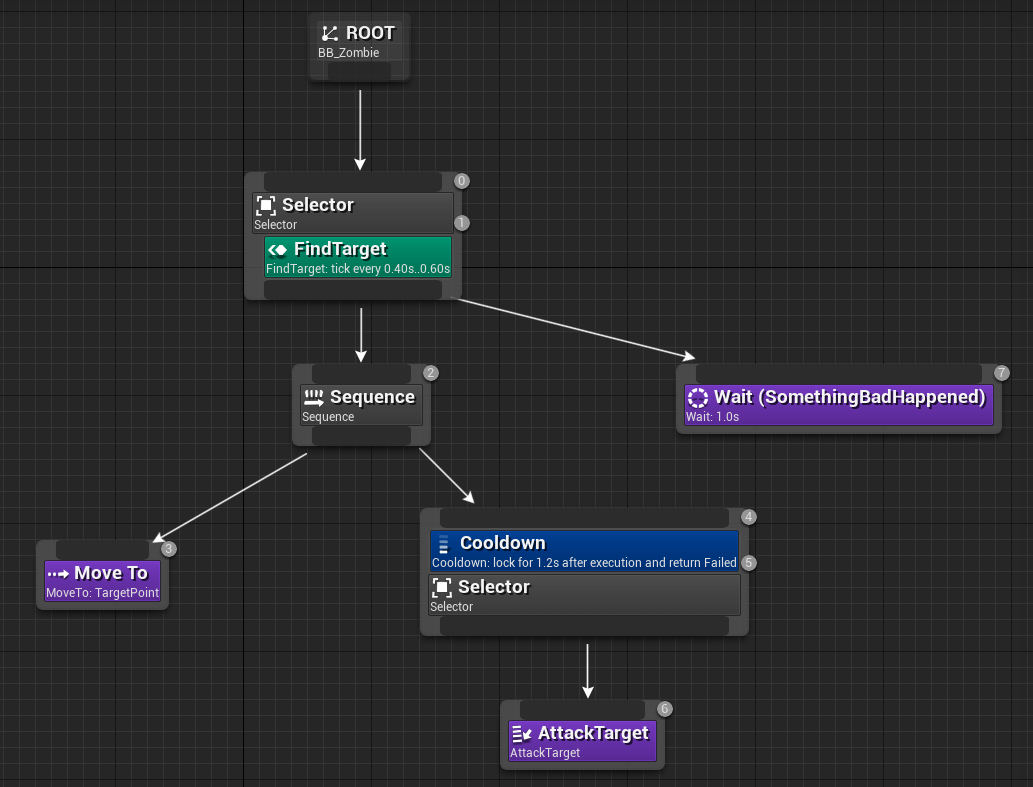 ROOT
BB_Zombie
0
Selector
Selector
1
FindTarget
FindTarget: tick every 0.40s..0.60s
2
Sequence
Sequence
7
Wait (SomethingBadHappened)
Wait: 1.0s
3
Move To
MoveTo: TargetPoint
4
Cooldown
Cooldown: lock for 1.2s after execution and return Failed
5
Selector
Selector
6
AttackTarget
AttackTarget